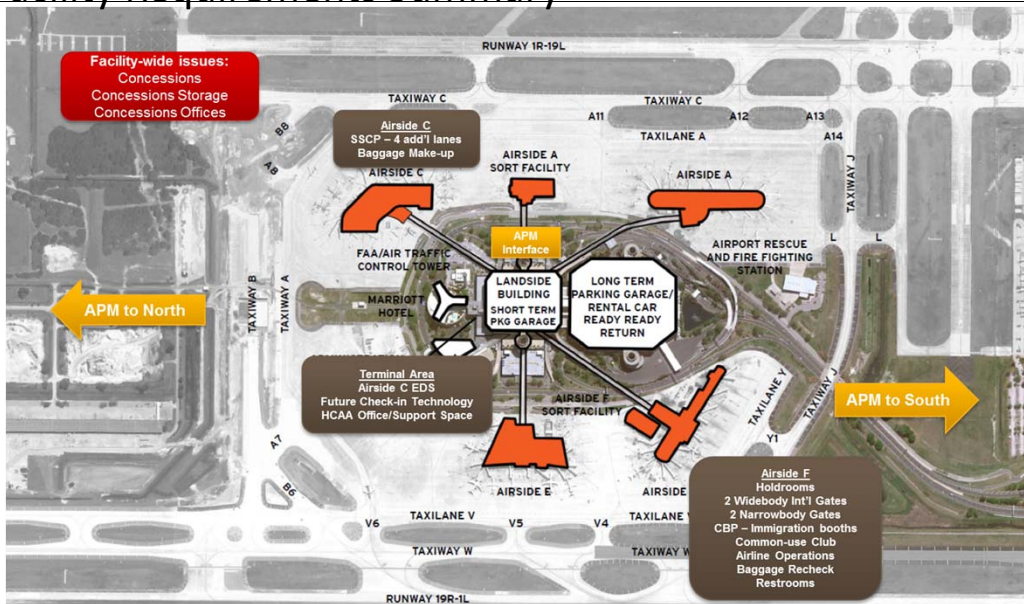 Facility Requirements Summary
RUNWAY 1R-19L
Facility-wide issues:
Concessions
Concessions Storage
Concessions Offices
TAXIWAY C
TAXIWAY C
B8
A8
A11
A12
A13
TAXILANE A
A14
Airside C
SSCP – 4 add'l lanes
Baggage Make-up
AIRSIDE C
AIRSIDE A
SORT FACILITY
AIRSIDE A
TAXIWAY J
L
L
APM
Interface
FAA/AIR TRAFFIC
CONTROL TOWER
AIRPORT RESCUE
AND FIRE FIGHTING
STATION
LANDSIDE
BUILDING
SHORT TERM
PKG GARAGE
LONG TERM
PARKING GARAGE/
RENTAL CAR
READY READY
RETURN
MARRIOTT
HOTEL
TAXIWAY B
TAXIWAY A
APM to North
Terminal Area
Airside C EDS
Future Check-in Technology
HCAA Office/Support Space
AIRSIDE F
SORT FACILITY
TAXILANE Y
TAXIWAY J
APM to South
Y1
A7
B6
AIRSIDE E
AIRSIDE
Airside F
Holdrooms
2 Widebody Int'l Gates
2 Narrowbody Gates
CBP – Immigration booths
Common-use Club
Airline Operations
Baggage Recheck
Restrooms
V6
TAXILANE V
V5
V4
TAXILANE V
TAXIWAY W
TAXIWAY W
RUNWAY 19R-1L